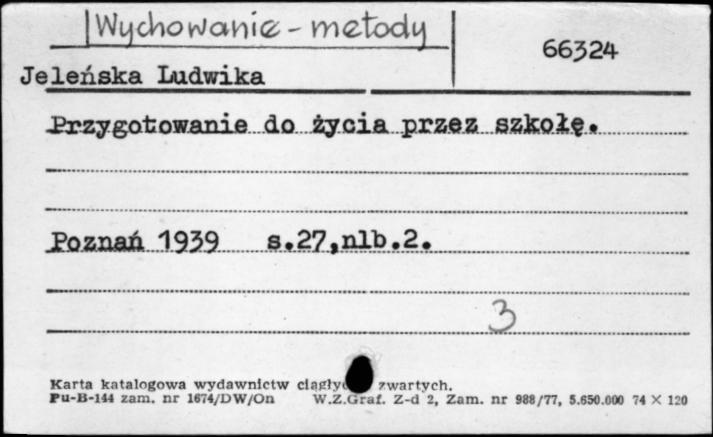 Wychowanie - metody
66324
Jeleńska Ludwika
Przygotowanie do życia przez szkołę.
Poznań 1939 s.27,nlb.2.
3
Karta katalogowa wydawnictw zwartych.
Pu-B-144 zam. nr 1674/DW/On W.Z.Graf. Z-d 2, Zam. nr 988/77, 5.650.000 74 X 120